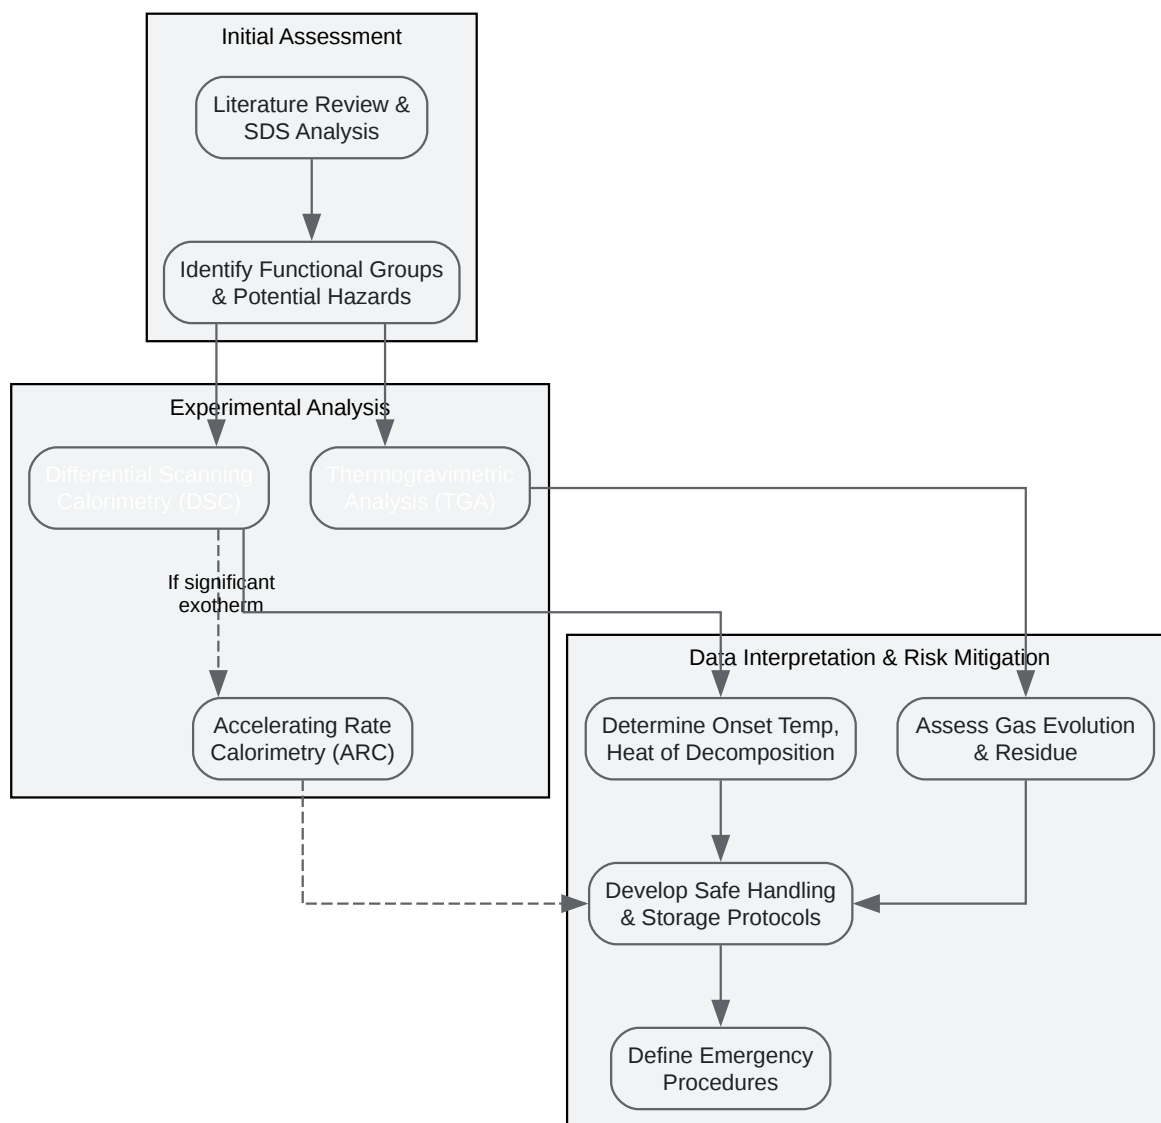 Initial Assessment
Literature Review &
SDS Analysis
Identify Functional Groups
& Potential Hazards
Experimental Analysis
Differential Scanning
Calorimetry (DSC)
Thermogravimetric
Analysis (TGA)
If significant
exotherm
Accelerating Rate
Calorimetry (ARC)
Data Interpretation & Risk Mitigation
Determine Onset Temp,
Heat of Decomposition
Assess Gas Evolution
& Residue
Develop Safe Handling
& Storage Protocols
Define Emergency
Procedures